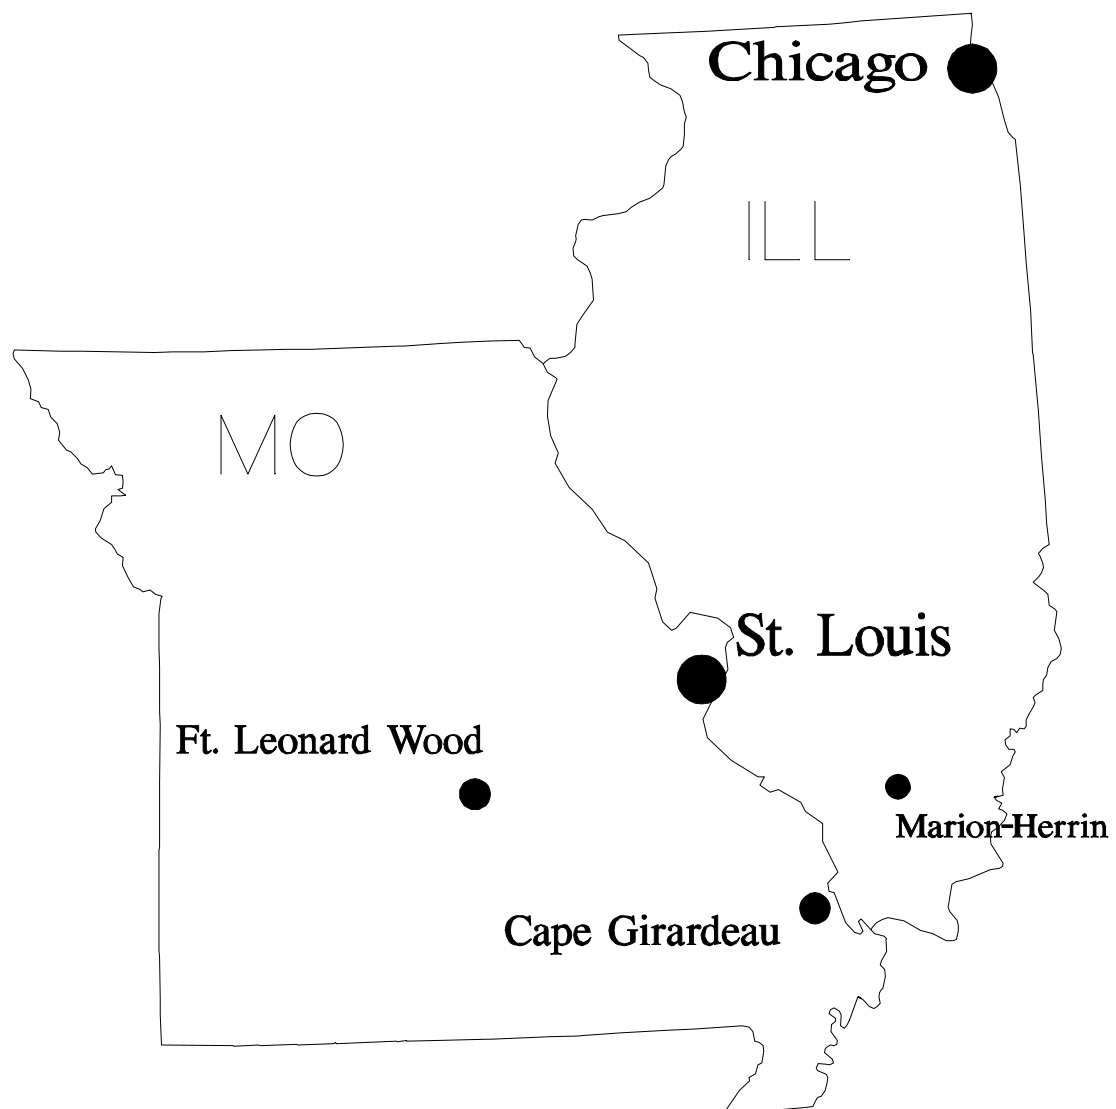 Chicago
ILL
MO
St. Louis
Ft. Leonard Wood
Marion-Herrin
Cape Girardeau